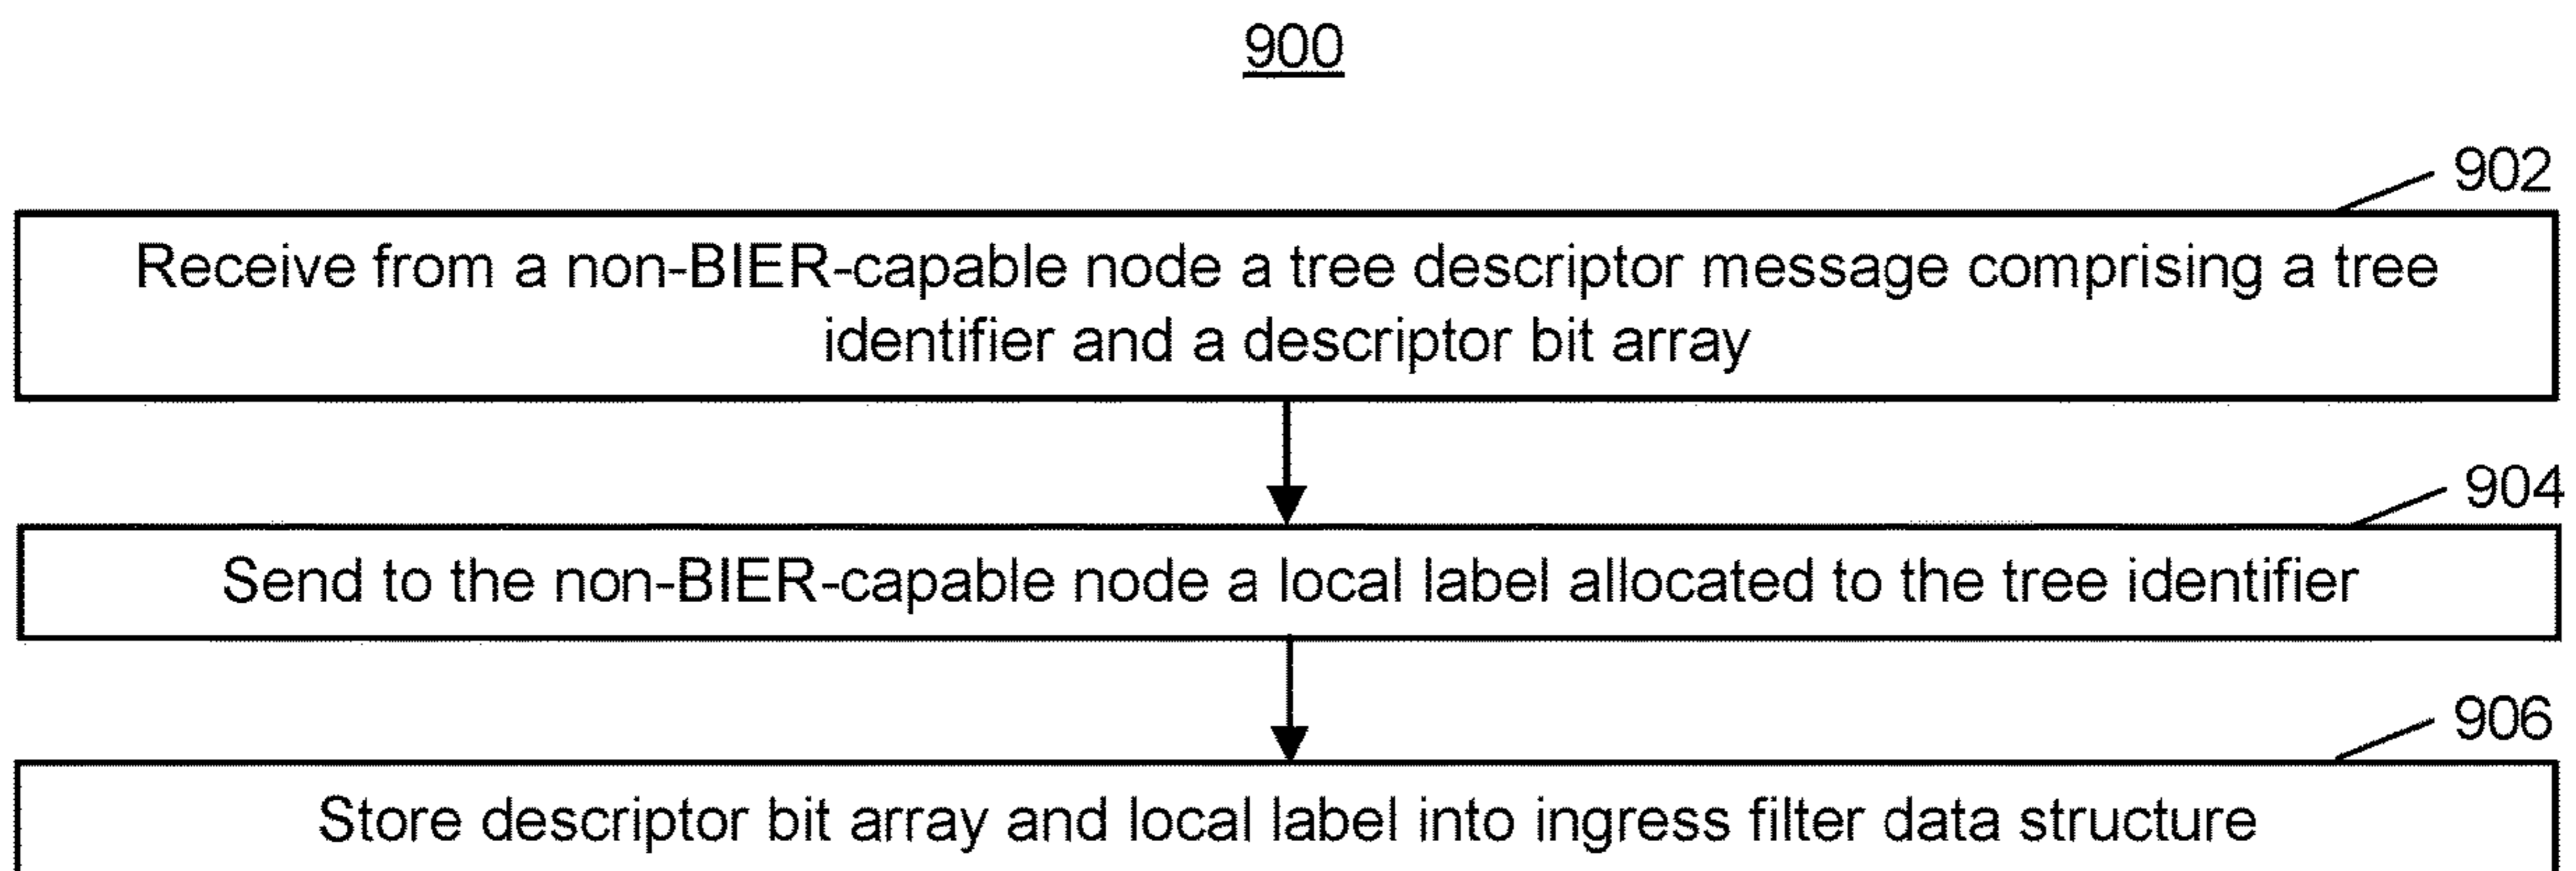 900
902
Receive from a non-BIER-capable node a tree descriptor message comprising a tree
identifier and a descriptor bit array
904
Send to the non-BIER-capable node a local label allocated to the tree identifier
906
Store descriptor bit array and local label into ingress filter data structure